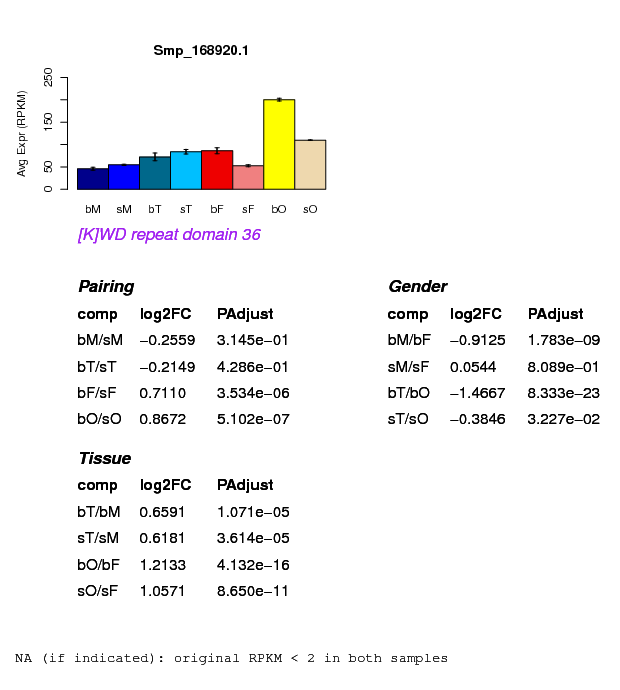 Smp_168920.1
Avg Expr (RPKM)
0 50 150 250
bM sM bT sT bF sF bO sO
[K]WD repeat domain 36
Pairing
comp log2FC PAdjust
bM/sM −0.2559 3.145e−01
bT/sT −0.2149 4.286e−01
bF/sF 0.7110 3.534e−06
bO/sO 0.8672 5.102e−07
Gender
comp log2FC PAdjust
bM/bF −0.9125 1.783e−09
sM/sF 0.0544 8.089e−01
bT/bO −1.4667 8.333e−23
sT/sO −0.3846 3.227e−02
Tissue
comp log2FC PAdjust
bT/bM 0.6591 1.071e−05
sT/sM 0.6181 3.614e−05
bO/bF 1.2133 4.132e−16
sO/sF 1.0571 8.650e−11
NA (if indicated): original RPKM < 2 in both samples